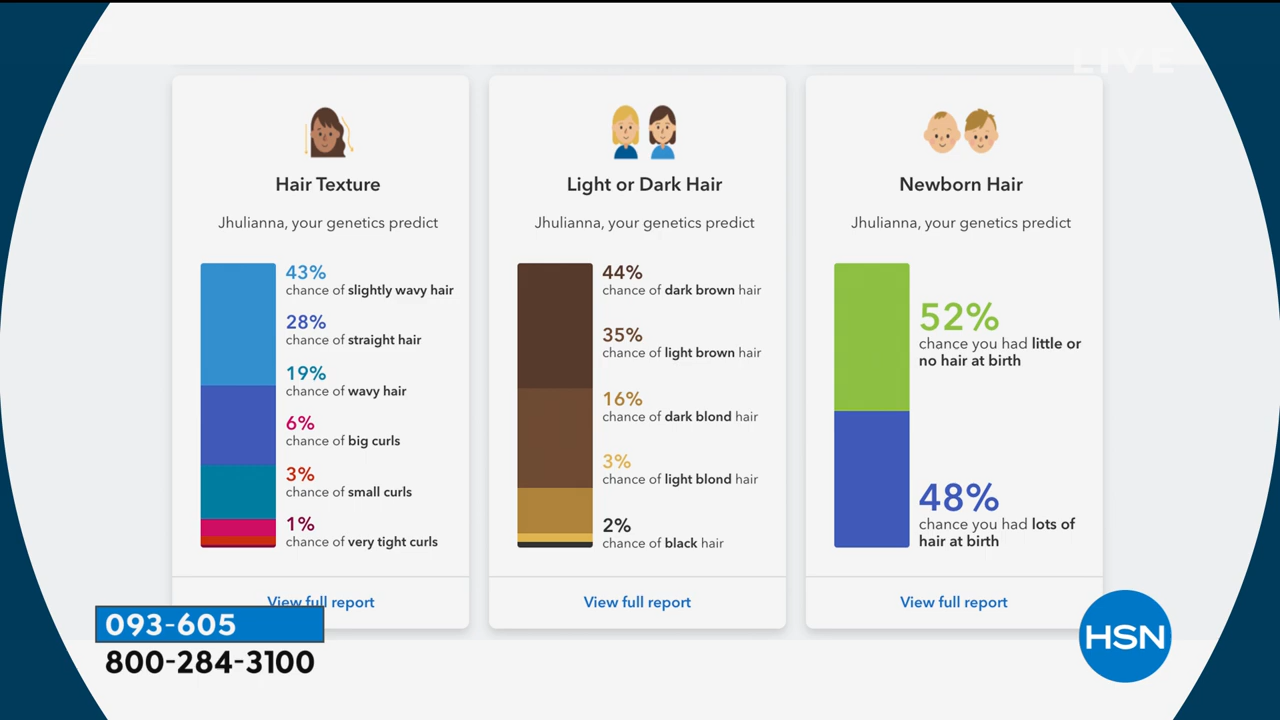 LIVE
Hair Texture
Jhulianna, your genetics predict
43%
chance of slightly wavy hair
28%
chance of straight hair
19%
chance of wavy hair
6%
chance of big curls
3%
chance of small curls
1%
chance of very tight curls
View full report
Light or Dark Hair
Jhulianna, your genetics predict
44%
chance of dark brown hair
35%
chance of light brown hair
16%
chance of dark blond hair
3%
chance of light blond hair
2%
chance of black hair
View full report
Newborn Hair
Jhulianna, your genetics predict
52%
chance you had little or
no hair at birth
48%
chance you had lots of
hair at birth
View full report
093-605
800-284-3100
HSN